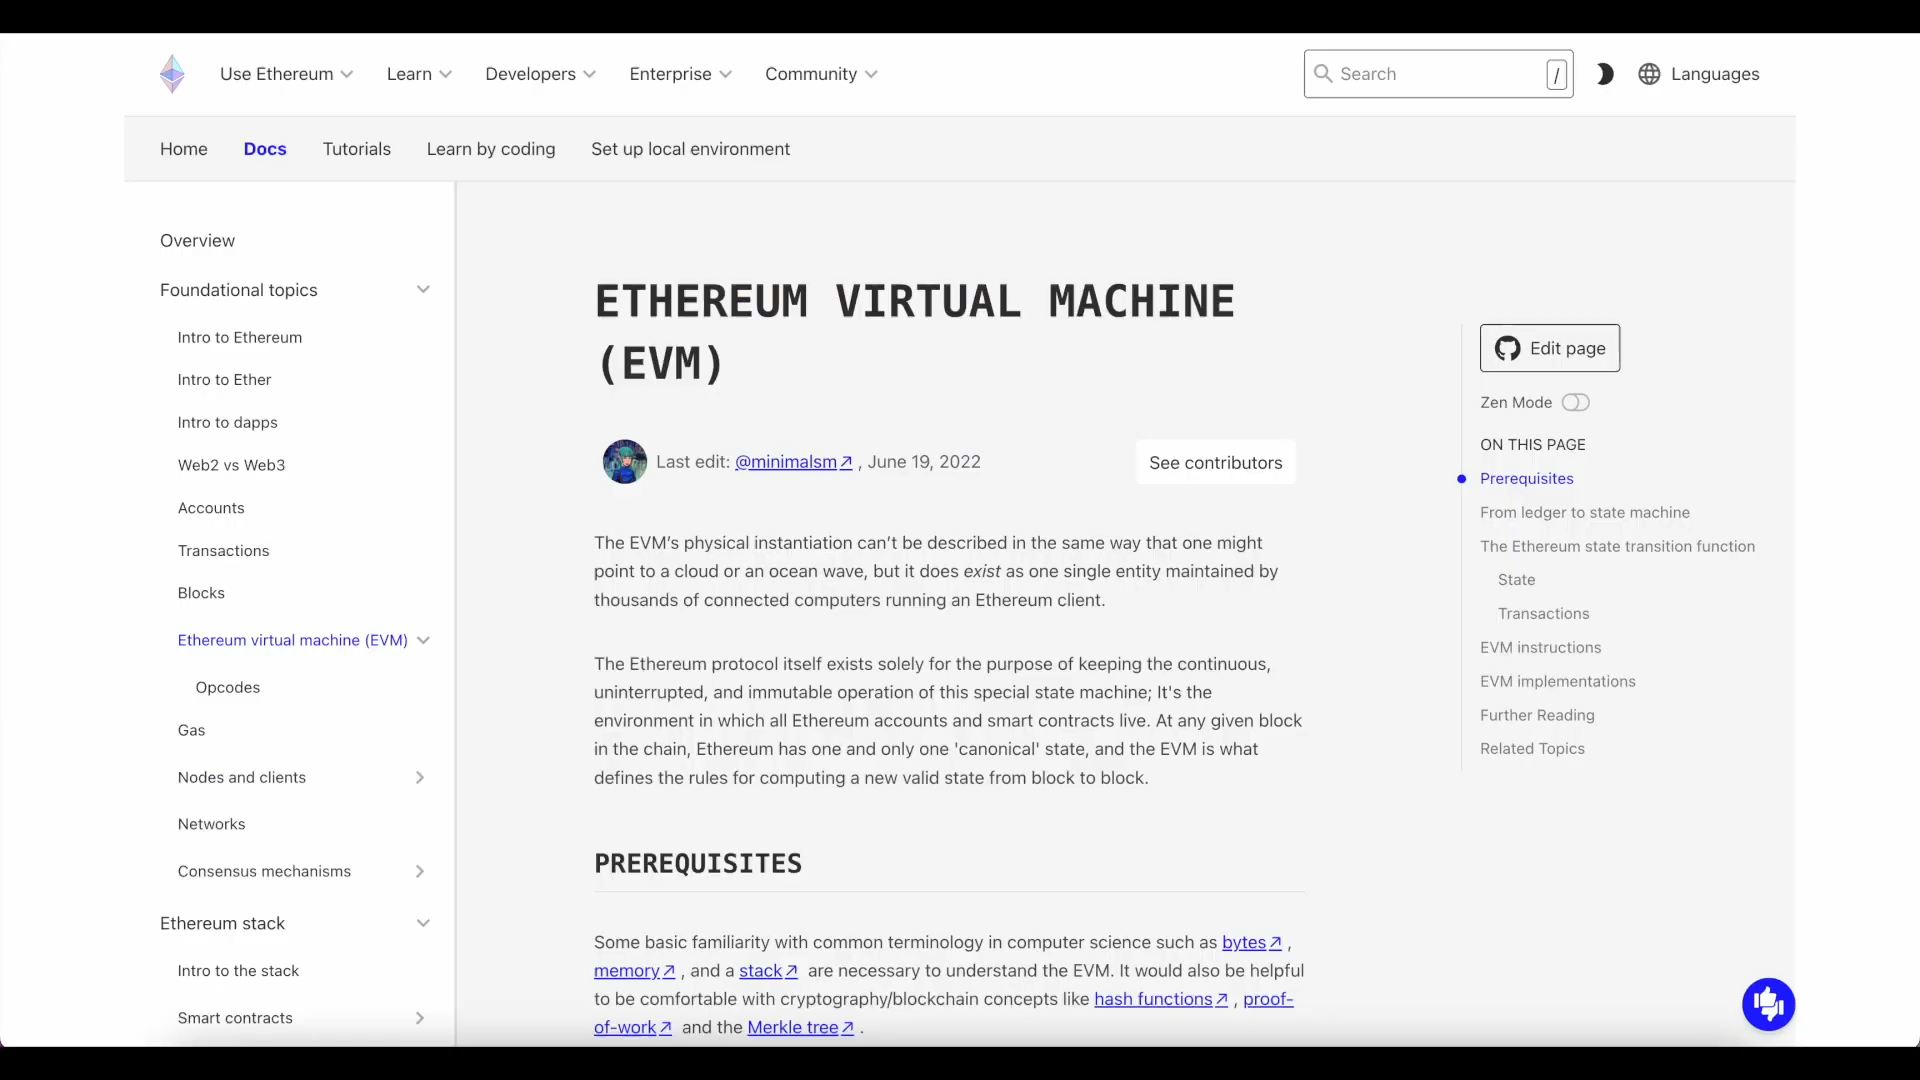 Use Ethereum
Learn
Developers
Enterprise
Community
Search
/
Languages
Home
Docs
Tutorials
Learn by coding
Set up local environment
Overview
Foundational topics
Intro to Ethereum
Intro to Ether
Intro to dapps
Web2 vs Web3
Accounts
Transactions
Blocks
Ethereum virtual machine (EVM)
Opcodes
Gas
Nodes and clients
Networks
Consensus mechanisms
Ethereum stack
Intro to the stack
Smart contracts
ETHEREUM VIRTUAL MACHINE
(EVM)
Last edit: @minimalsm↗ , June 19, 2022
See contributors
The EVM’s physical instantiation can’t be described in the same way that one might
point to a cloud or an ocean wave, but it does exist as one single entity maintained by
thousands of connected computers running an Ethereum client.
The Ethereum protocol itself exists solely for the purpose of keeping the continuous,
uninterrupted, and immutable operation of this special state machine; It's the
environment in which all Ethereum accounts and smart contracts live. At any given block
in the chain, Ethereum has one and only one 'canonical' state, and the EVM is what
defines the rules for computing a new valid state from block to block.
PREREQUISITES
Some basic familiarity with common terminology in computer science such as bytes↗ ,
memory↗ , and a stack↗ are necessary to understand the EVM. It would also be helpful
to be comfortable with cryptography/blockchain concepts like hash functions↗ , proof-
of-work↗ and the Merkle tree↗ .
Edit page
Zen Mode
ON THIS PAGE
Prerequisites
From ledger to state machine
The Ethereum state transition function
State
Transactions
EVM instructions
EVM implementations
Further Reading
Related Topics